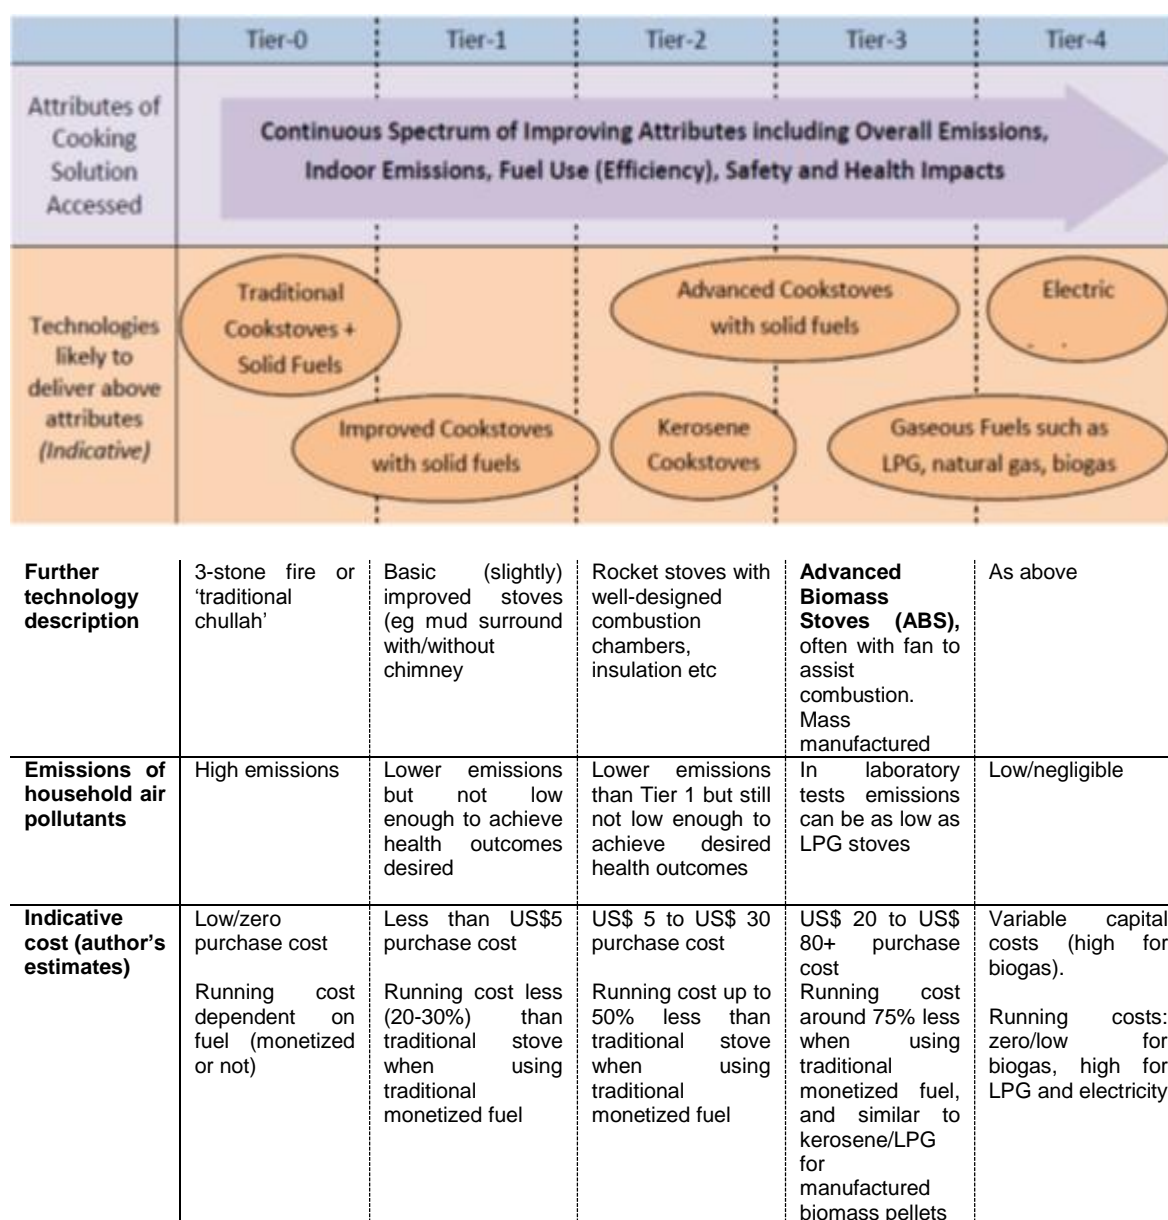 Tier-0 Tier-1 Tier-2 Tier-3 Tier-4
Attributes of
Cooking
Solution
Accessed
Continuous Spectrum of Improving Attributes including Overall Emissions,
Indoor Emissions, Fuel Use (Efficiency), Safety and Health Impacts
Technologies
likely to
deliver above
attributes
(Indicative)
Traditional
Cookstoves +
Solid Fuels
Improved Cookstoves
with solid fuels
Advanced Cookstoves
with solid fuels
Kerosene
Cookstoves
Electric
Gaseous Fuels such as
LPG, natural gas, biogas
Further
technology
description
3-stone fire or
‘traditional
chullah’
Basic (slightly)
improved stoves
(eg mud surround
with/without
chimney
Rocket stoves with
well-designed
combustion
chambers,
insulation etc
Advanced
Biomass
Stoves (ABS),
often with fan to
assist
combustion.
Mass
manufactured
As above
Emissions of
household air
pollutants
High emissions
Lower emissions
but not low
enough to achieve
health outcomes
desired
Lower emissions
than Tier 1 but still
not low enough to
achieve desired
health outcomes
In laboratory
tests emissions
can be as low as
LPG stoves
Low/negligible
Indicative
cost (author’s
estimates)
Low/zero
purchase cost
Running cost
dependent on
fuel (monetized
or not)
Less than US$5
purchase cost
Running cost less
(20-30%) than
traditional stove
when using
traditional
monetized fuel
US$ 5 to US$ 30
purchase cost
Running cost up to
50% less than
traditional stove
when using
traditional
monetized fuel
US$ 20 to US$
80+ purchase
cost
Running cost
around 75% less
when using
traditional
monetized fuel,
and similar to
kerosene/LPG
for
manufactured
biomass pellets
Variable capital
costs (high for
biogas).
Running costs:
zero/low for
biogas, high for
LPG and electricity